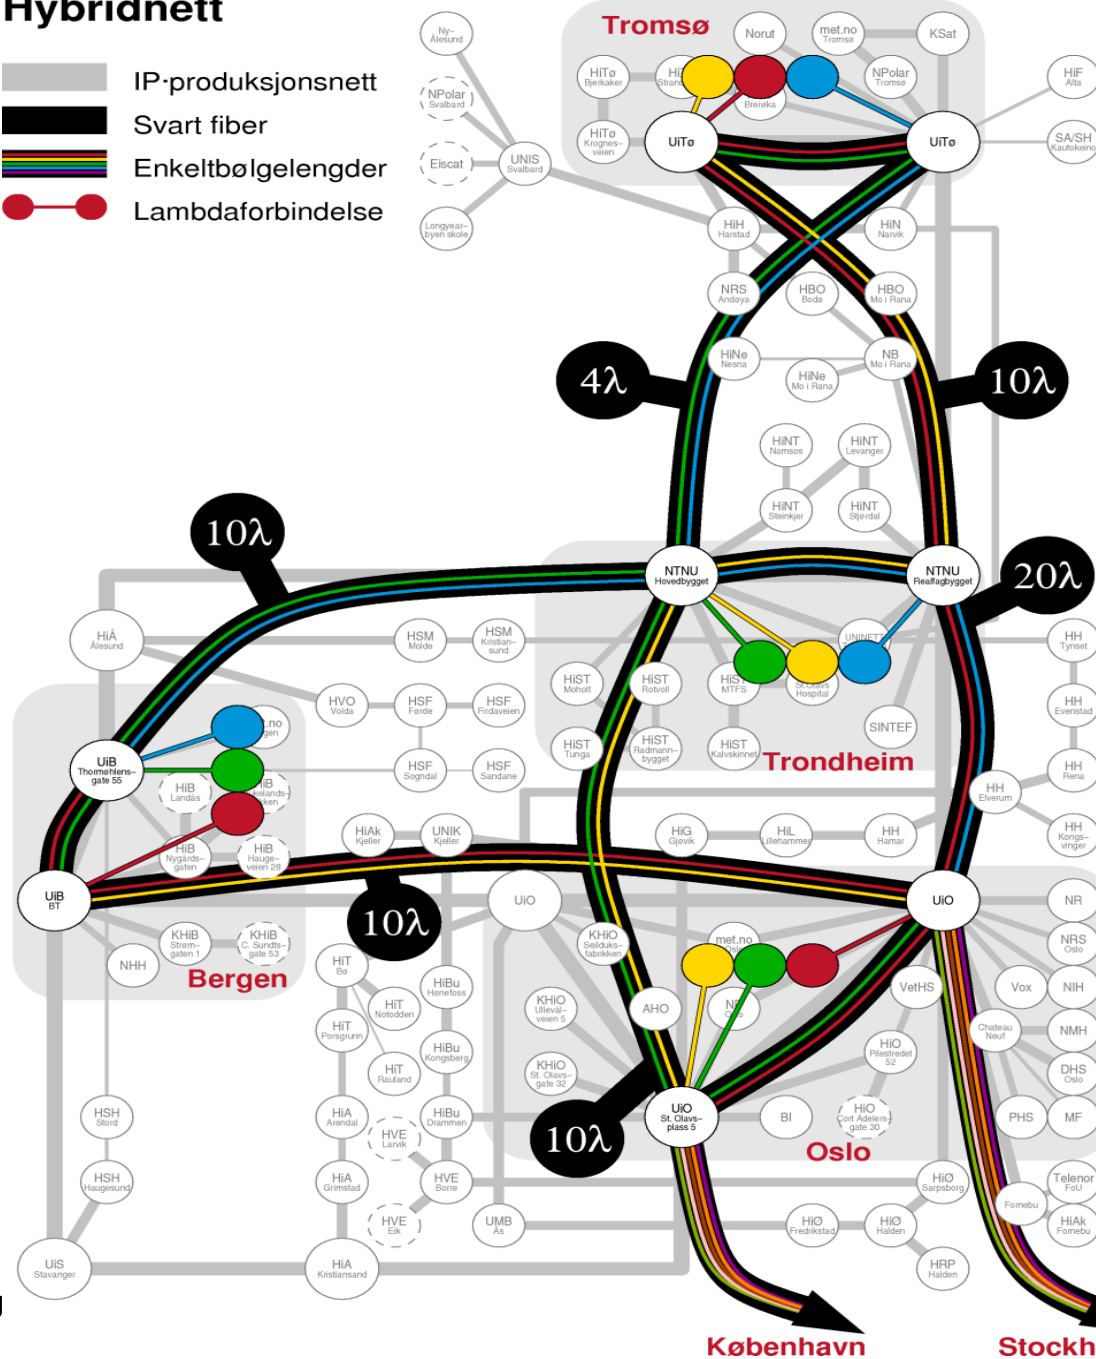 Hybridnett
IP-produksjonsnett
Svart fiber
Enkeltbølgelengder
Lambdaforbindelse
Tromsø
Ny–
Ålesund
NPolar
Svalbard
Eiscat
UNIS
Svalbard
Longyear–
byen skole
Norut
met.no
Tromsø
KSat
HiTø
Bjerkaker
Breivika
NPolar
Tromsø
HiF
Alta
HiTø
Krognes–
veien
UiTø
UiTø
SA/SH
Kautokeino
HiH
Harstad
HiN
Narvik
NRS
Andøya
HBO
Bodø
HBO
Mo i Rana
HiNe
Nesna
HiNe
Mo i Rana
NB
Mo i Rana
4λ
10λ
HiNT
Namsos
HiNT
Levanger
HiNT
Steinkjer
HiNT
Stjørdal
10λ
NTNU
Hovedbygget
NTNU
Realfagbygget
20λ
HiÅ
Ålesund
HSM
Molde
HSM
Kristian–
sund
UNINETT
HH
Tynset
HiST
Moholt
HiST
Rotvoll
HiST
MTFS
St.Olavs
Hospital
HVO
Volda
HSF
Førde
HSF
Firdaveien
HH
Evenstad
SINTEF
HiST
Tunga
HiST
Radmann–
bygget
HiST
Kalvskinnet
Trondheim
UiB
Thormøhlens–
gate 55
HSF
Sogndal
HSF
Sandane
HH
Rena
HH
Elverum
HiB
Landås
HiB
HiAk
Kjeller
UNIK
Kjeller
HiG
Gjøvik
HiL
Lillehammer
HH
Hamar
HH
Kongs–
vinger
HiB
Nygårds–
gaten
HiB
Hauge–
veien 28
UiB
BT
10λ
UiO
UiO
NR
KHiB
Strøm–
gaten 1
KHiB
C. Sundts–
gate 53
NHH
Bergen
KHiO
Seilduks–
fabrikken
met.no
Oslo
NRS
Oslo
HiT
Bø
HiBu
Hønefoss
VetHS
Vox
NIH
HiT
Notodden
KHiO
Ullevål–
veien 5
AHO
HiT
Porsgrunn
Chateau
Neuf
NMH
HiBu
Kongsberg
HiO
Pilestredet
52
HiT
Rauland
KHiO
St. Olavs–
gate 32
DHS
Oslo
HSH
Stord
HiA
Arendal
HiBu
Drammen
HVE
Larvik
10λ
UiO
St. Olavs–
plass 5
BI
HiO
Cort Adelers–
gate 30
PHS
MF
Oslo
HSH
Haugesund
HiA
Grimstad
HVE
Borre
HiØ
Sarpsborg
Telenor
FoU
Fornebu
HVE
Eik
UMB
Ås
HiØ
Fredrikstad
HiØ
Halden
HiAk
Fornebu
UiS
Stavanger
HiA
Kristiansand
HRP
Halden
København
Stockh